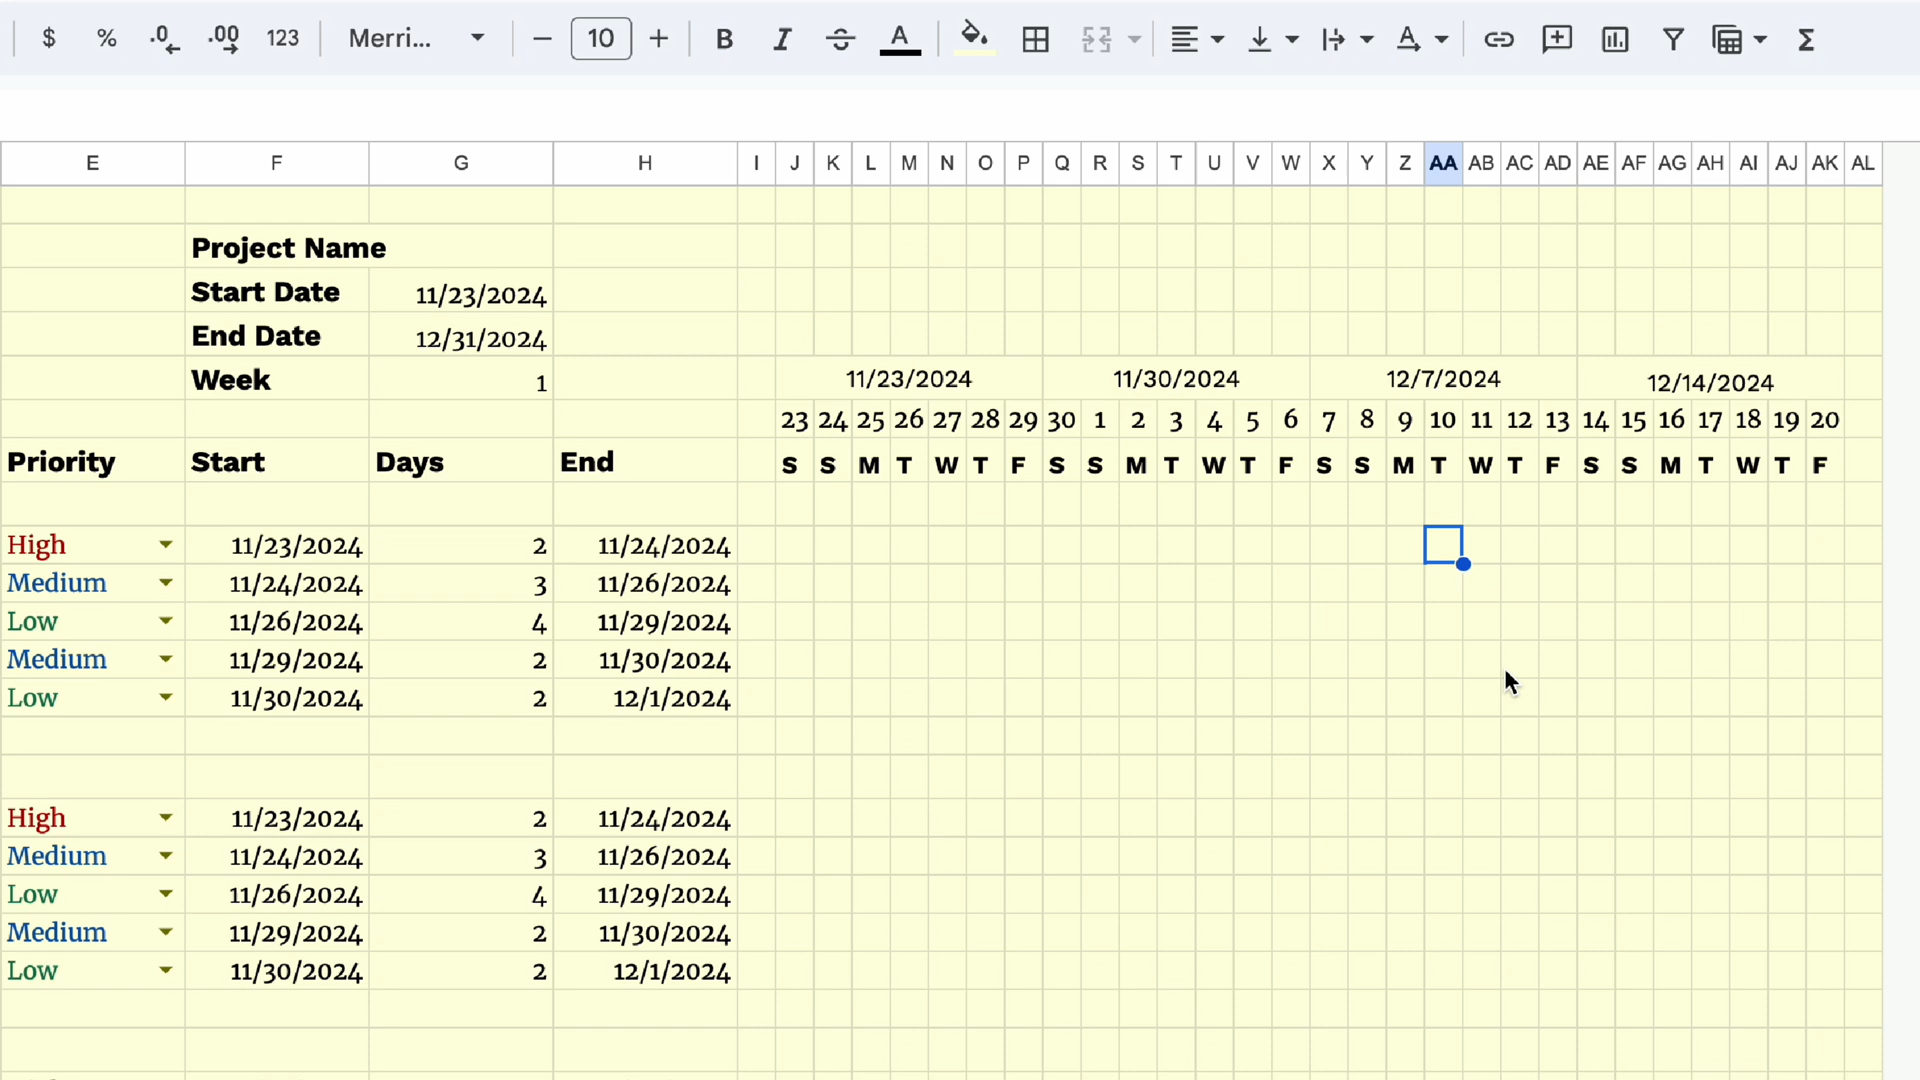 $ % .0 .00 123 Merri... − 10 + B I S A Σ
E F G H I J K L M N O P Q R S T U V W X Y Z AA AB AC AD AE AF AG AH AI AJ AK AL
Project Name
Start Date 11/23/2024
End Date 12/31/2024
Week 1 11/23/2024 11/30/2024 12/7/2024 12/14/2024
23 24 25 26 27 28 29 30 1 2 3 4 5 6 7 8 9 10 11 12 13 14 15 16 17 18 19 20
Priority Start Days End S S M T W T F S S M T W T F S S M T W T F S S M T W T F
High 11/23/2024 2 11/24/2024
Medium 11/24/2024 3 11/26/2024
Low 11/26/2024 4 11/29/2024
Medium 11/29/2024 2 11/30/2024
Low 11/30/2024 2 12/1/2024
High 11/23/2024 2 11/24/2024
Medium 11/24/2024 3 11/26/2024
Low 11/26/2024 4 11/29/2024
Medium 11/29/2024 2 11/30/2024
Low 11/30/2024 2 12/1/2024